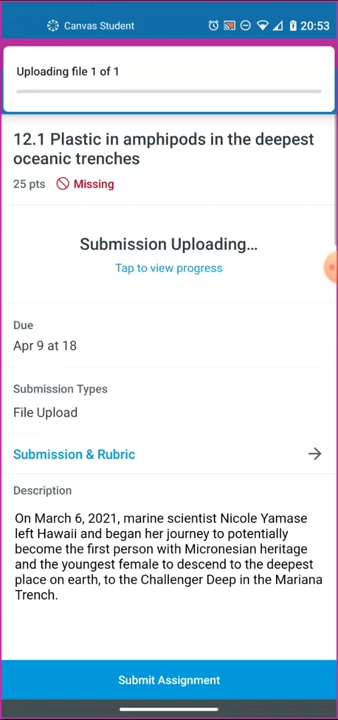 Canvas Student
20:53
Uploading file 1 of 1
12.1 Plastic in amphipods in the deepest
oceanic trenches
25 pts Missing
Submission Uploading...
Tap to view progress
Due
Apr 9 at 18
Submission Types
File Upload
Submission & Rubric
Description
On March 6, 2021, marine scientist Nicole Yamase
left Hawaii and began her journey to potentially
become the first person with Micronesian heritage
and the youngest female to descend to the deepest
place on earth, to the Challenger Deep in the Mariana
Trench.
Submit Assignment